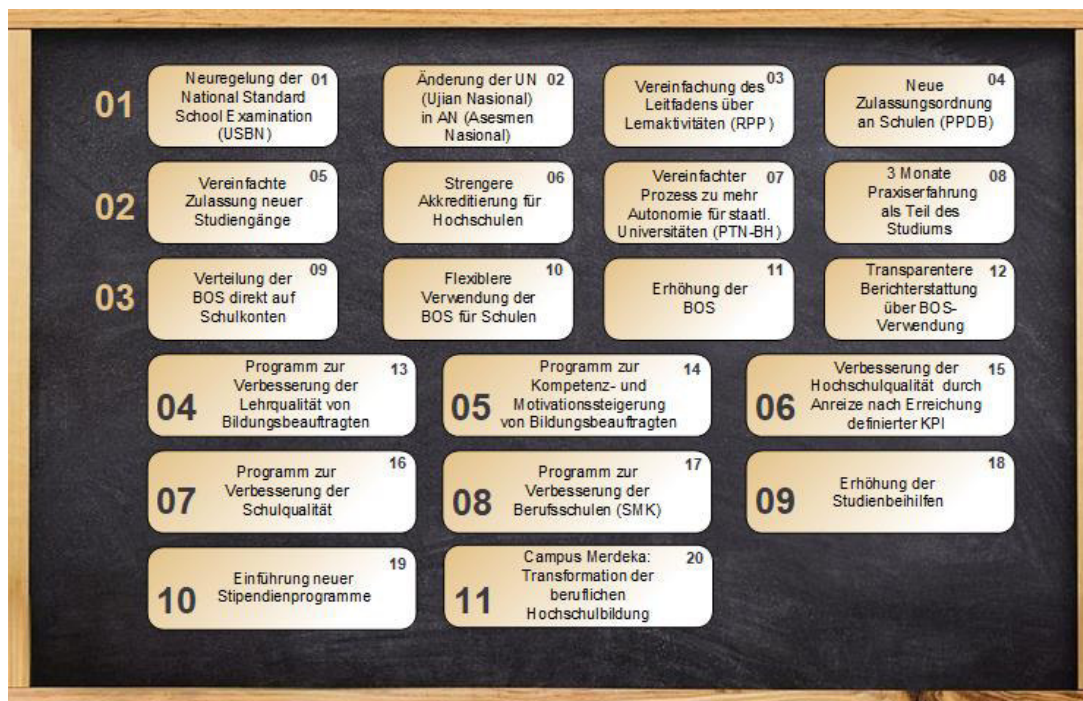 01
Neuregelung der 01
National Standard
School Examination
(USBN)
Änderung der UN 02
(Ujian Nasional)
in AN (Asesmen
Nasional)
Vereinfachung des 03
Leitfadens über
Lernaktivitäten (RPP)
Neue 04
Zulassungsordnung
an Schulen (PPDB)
02
Vereinfachte 05
Zulassung neuer
Studiengänge
Strengere 06
Akkreditierung für
Hochschulen
Vereinfachter 07
Prozess zu mehr
Autonomie für staatl.
Universitäten (PTN-BH)
3 Monate 08
Praxiserfahrung
als Teil des
Studiums
03
Verteilung der 09
BOS direkt auf
Schulkonten
Flexiblere 10
Verwendung der
BOS für Schulen
11
Erhöhung der
BOS
Transparentere 12
Berichterstattung
über BOS-
Verwendung
04
Programm zur 13
Verbesserung der
Lehrqualität von
Bildungsbeauftragten
05
Programm zur 14
Kompetenz- und
Motivationssteigerung
von Bildungsbeauftragten
06
Verbesserung der 15
Hochschulqualität durch
Anreize nach Erreichung
definierter KPI
07
16
Programm zur
Verbesserung der
Schulqualität
08
17
Programm zur
Verbesserung der
Berufsschulen (SMK)
09
18
Erhöhung der
Studienbeihilfen
10
19
Einführung neuer
Stipendienprogramme
11
Campus Merdeka: 20
Transformation der
beruflichen
Hochschulbildung